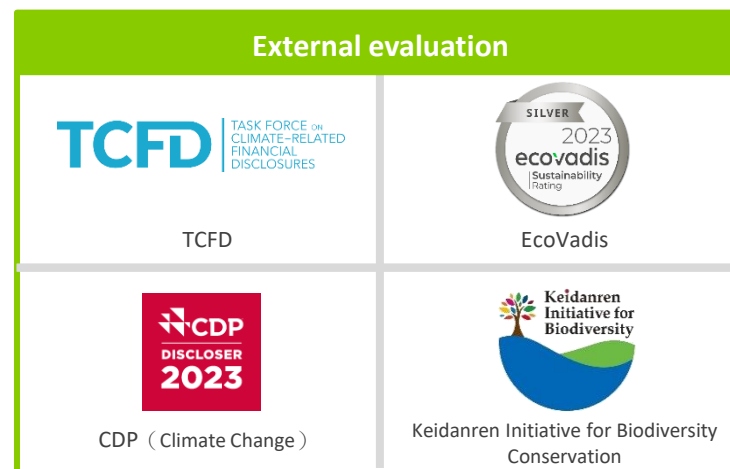 External evaluation
TCFD
TASK FORCE ON
CLIMATE-RELATED
FINANCIAL
DISCLOSURES
TCFD
SILVER
2023
ecovadis
Sustainability
Rating
EcoVadis
CDP
DISCLOSER
2023
CDP（Climate Change）
Keidanren
Initiative for
Biodiversity
Keidanren Initiative for Biodiversity
Conservation